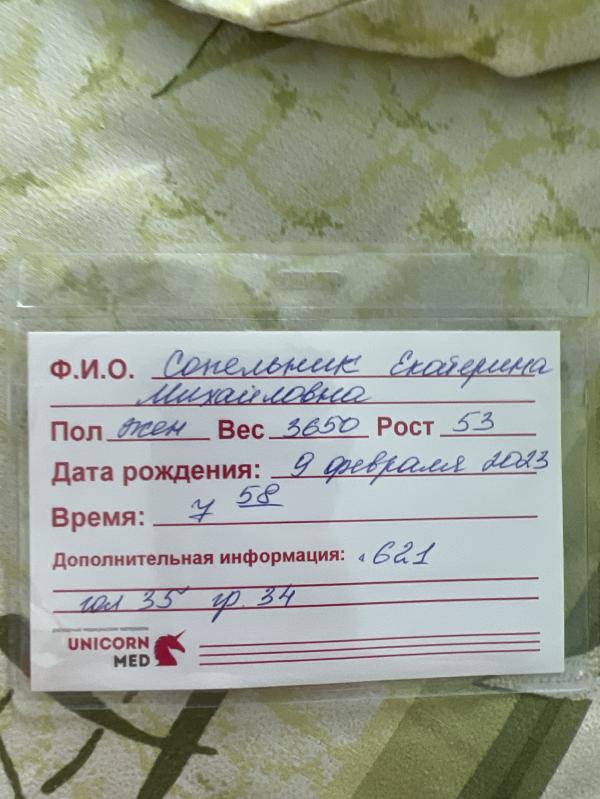 Ф.И.О. Сопельник Екатерина
Михайловна
Пол жен Вес 3650 Рост 53
Дата рождения: 9 февраля 2023
Время: 7 58
Дополнительная информация: 621
гол 35 гр. 34
UNICORN
MED